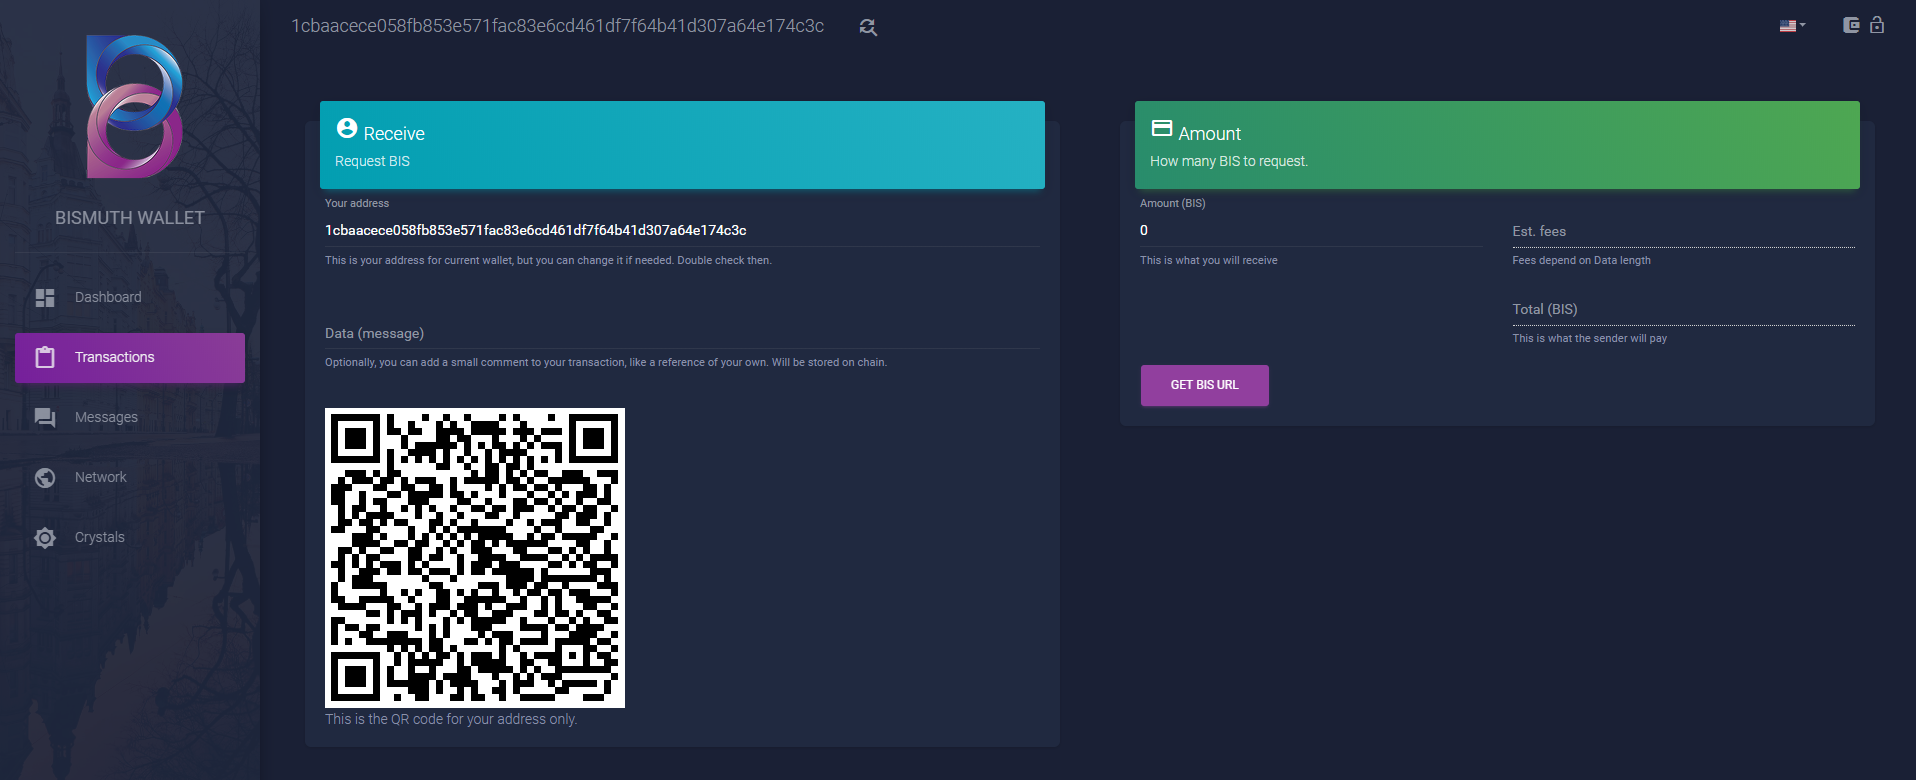 1cbaacece058fb853e571fac83e6cd461df7f64b41d307a64e174c3c
BISMUTH WALLET
Dashboard
Transactions
Messages
Network
Crystals
Receive
Request BIS
Your address
1cbaacece058fb853e571fac83e6cd461df7f64b41d307a64e174c3c
This is your address for current wallet, but you can change it if needed. Double check then.
Data (message)
Optionally, you can add a small comment to your transaction, like a reference of your own. Will be stored on chain.
This is the QR code for your address only.
Amount
How many BIS to request.
Amount (BIS)
0
This is what you will receive
Est. fees
Fees depend on Data length
Total (BIS)
This is what the sender will pay
GET BIS URL